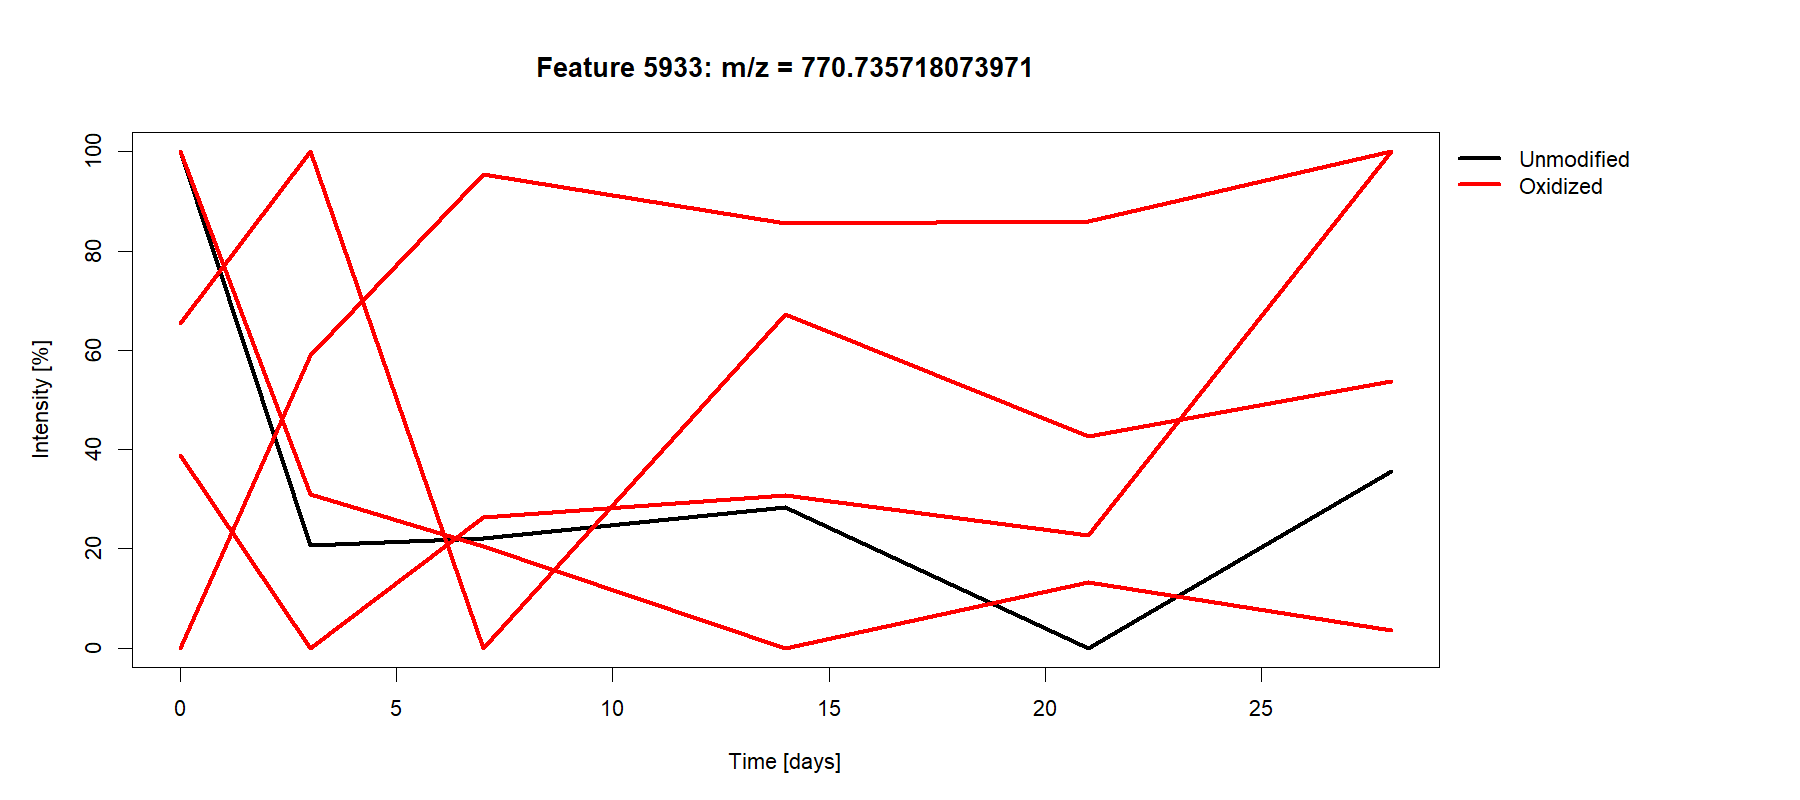 Feature 5933: m/z = 770.735718073971
Unmodified
Oxidized
Intensity [%]
100
80
60
40
20
0
0 5 10 15 20 25
Time [days]